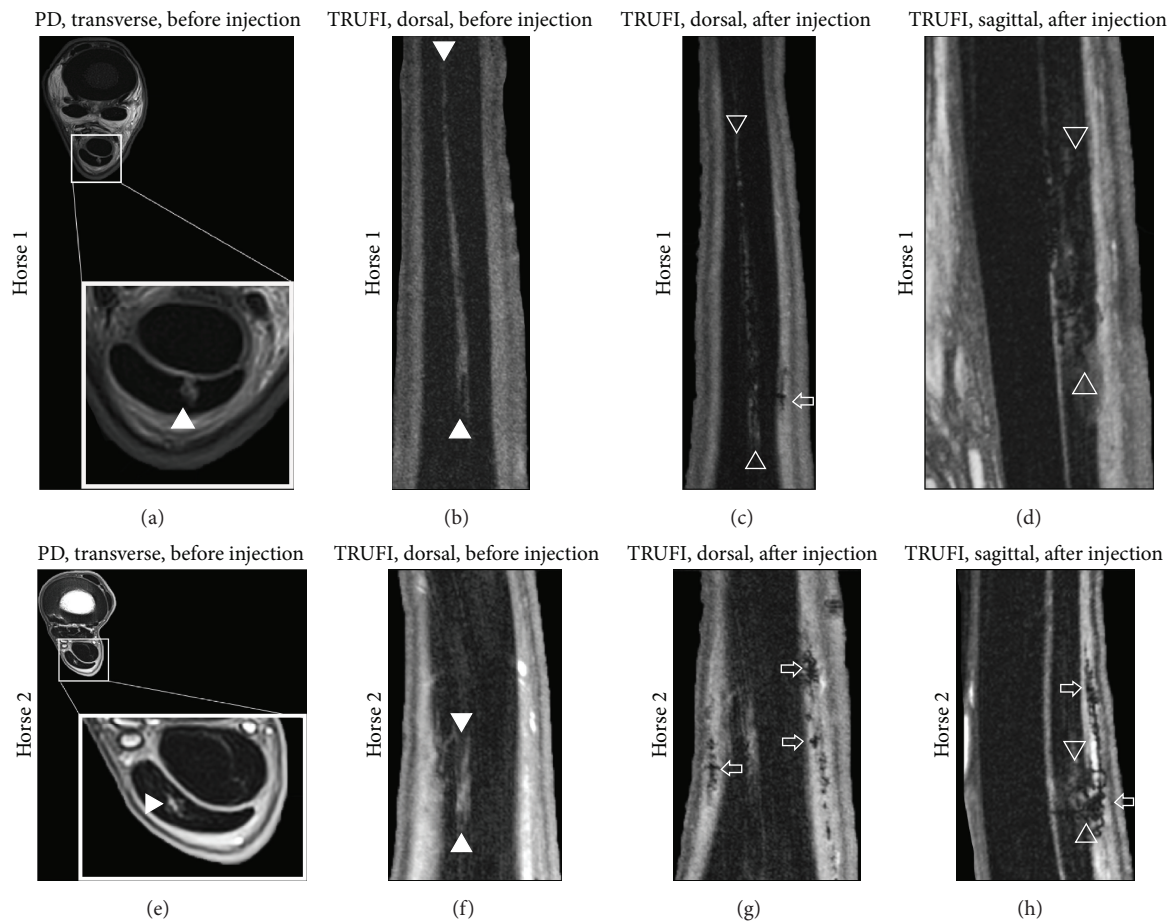 PD, transverse, before injection
TRUFI, dorsal, before injection
TRUFI, dorsal, after injection
TRUFI, sagittal, after injection
Horse 1
Horse 1
Horse 1
Horse 1
(a)
(b)
(c)
(d)
PD, transverse, before injection
TRUFI, dorsal, before injection
TRUFI, dorsal, after injection
TRUFI, sagittal, after injection
Horse 2
Horse 2
Horse 2
Horse 2
(e)
(f)
(g)
(h)